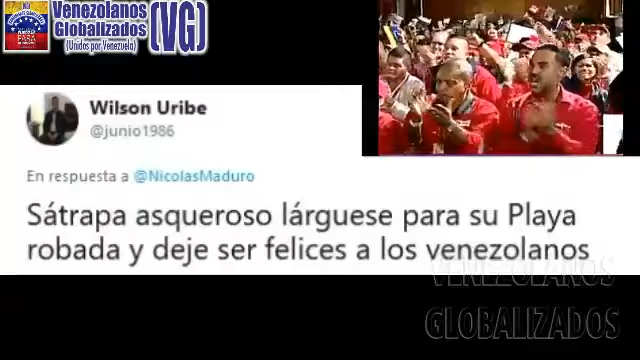 Venezolanos
Globalizados
(Unidos por Venezuela)
(VG)
Wilson Uribe
@junio1986
En respuesta a @NicolasMaduro
Sátrapa asqueroso lárguese para su Playa
robada y deje ser felices a los venezolanos
VENEZOLANOS
GLOBALIZADOS